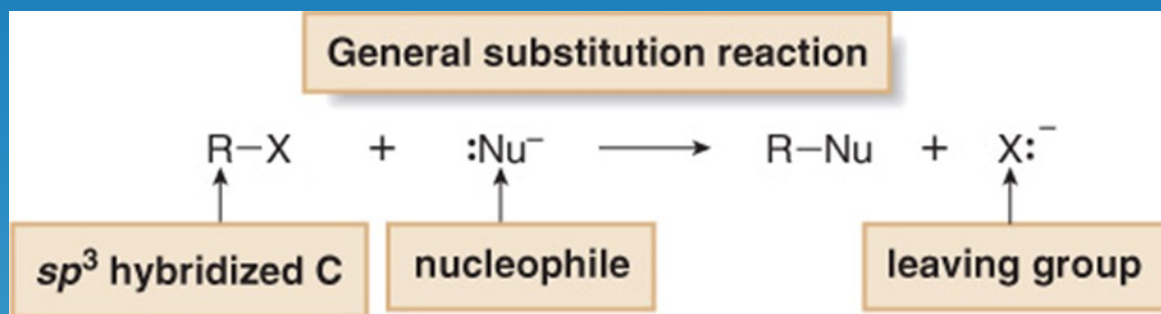 General substitution reaction
R–X + :Nu⁻ ⟶ R–Nu + X:⁻
sp³ hybridized C nucleophile leaving group